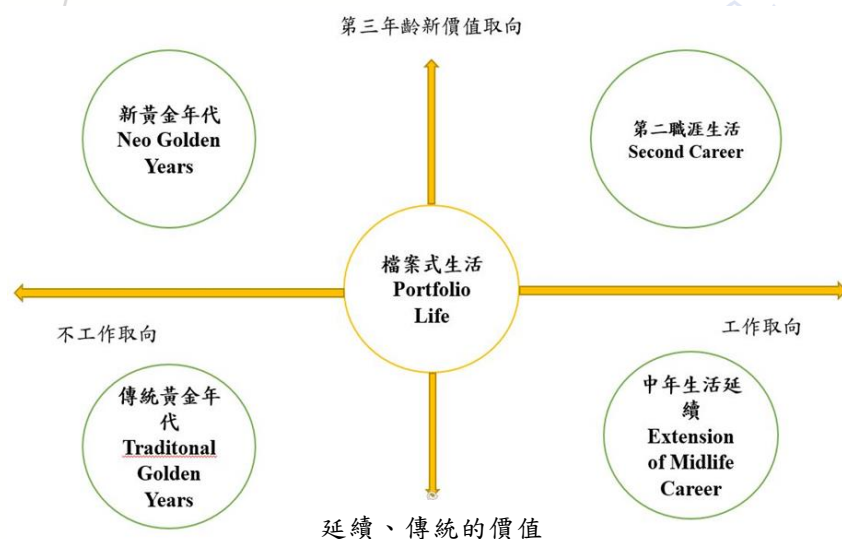 第三年齡新價值取向
新黃金年代
Neo Golden
Years
第二職涯生活
Second Career
檔案式生活
Portfolio
Life
不工作取向
工作取向
傳統黃金年
代
Traditonal
Golden
Years
中年生活延
續
Extension
of Midlife
Career
延續、傳統的價值